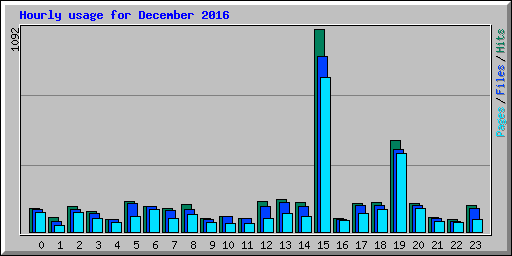 Hourly usage for December 2016
1092
Pages/Files/Hits
0 1 2 3 4 5 6 7 8 9 10 11 12 13 14 15 16 17 18 19 20 21 22 23